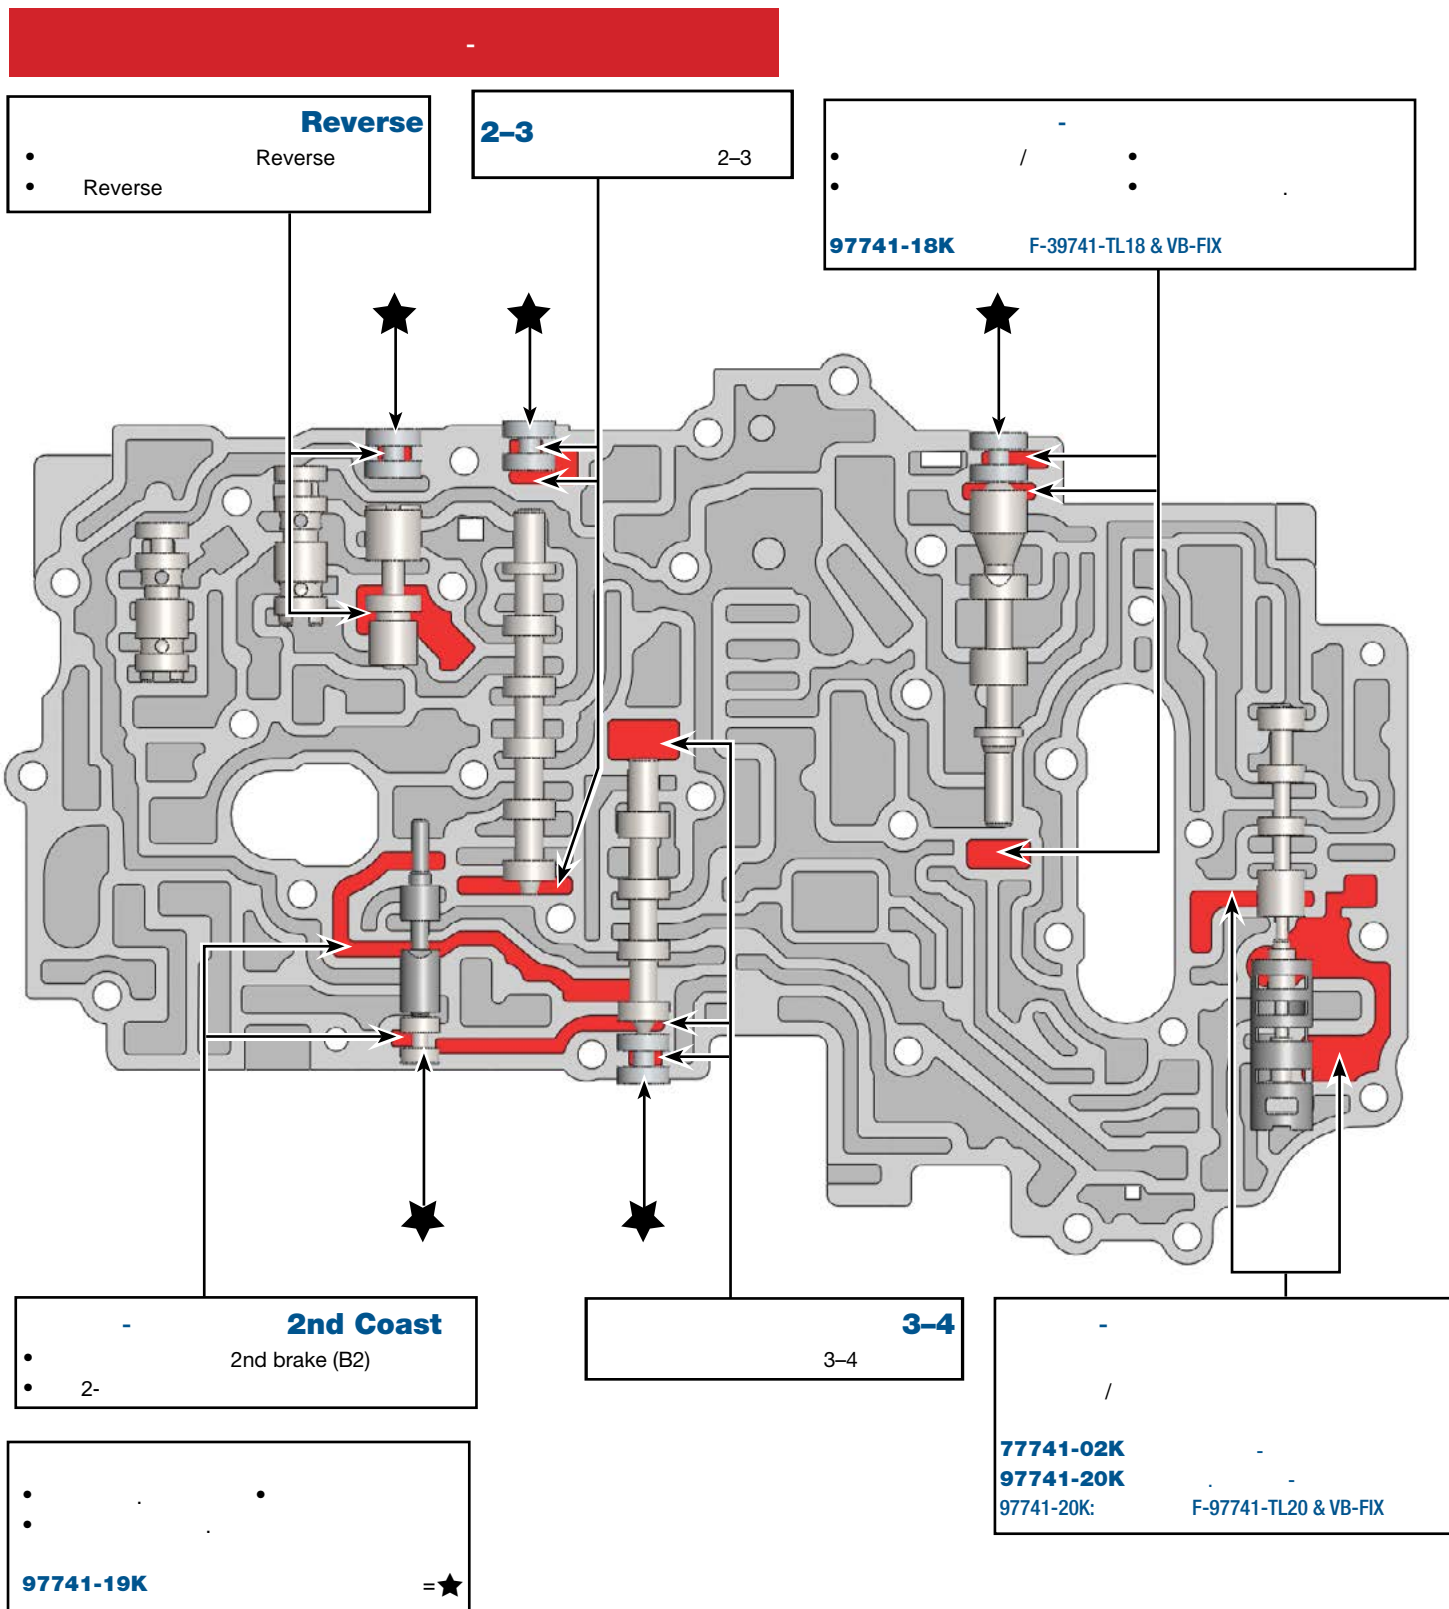 -
Reverse
• Reverse
• Reverse
2–3
2–3
-
• / •
• • .
97741-18K F-39741-TL18 & VB-FIX
- 2nd Coast
• 2nd brake (B2)
• 2-
3–4
3–4
-
/
77741-02K -
97741-20K . -
97741-20K: F-97741-TL20 & VB-FIX
• . •
• .
97741-19K =★